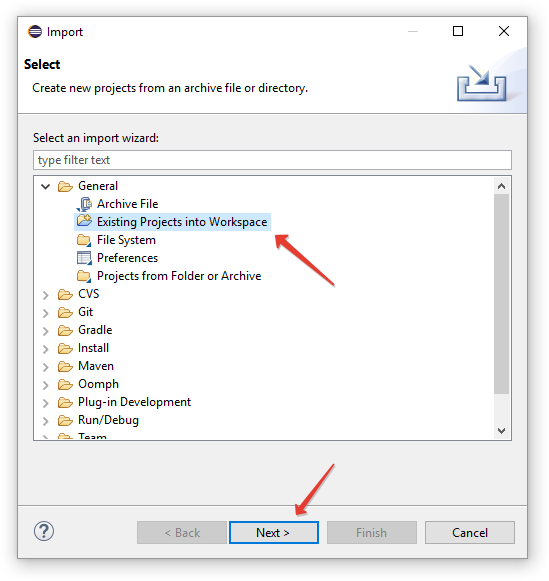 Import
Select
Create new projects from an archive file or directory.
Select an import wizard:
type filter text
General
Archive File
Existing Projects into Workspace
File System
Preferences
Projects from Folder or Archive
CVS
Git
Gradle
Install
Maven
Oomph
Plug-in Development
Run/Debug
Team
?
< Back
Next >
Finish
Cancel